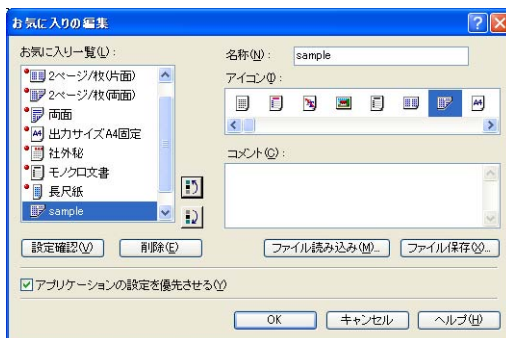 お気に入りの編集
お気に入り一覧(L):
2ページ/枚(片面)
2ページ/枚(両面)
両面
出力サイズA4固定
社外秘
モノクロ文書
長尺紙
sample
名称(N):
sample
アイコン(I):
コメント(C):
設定確認(V)
削除(E)
ファイル読み込み(M)...
ファイル保存(X)...
アプリケーションの設定を優先させる(Y)
OK
キャンセル
ヘルプ(H)